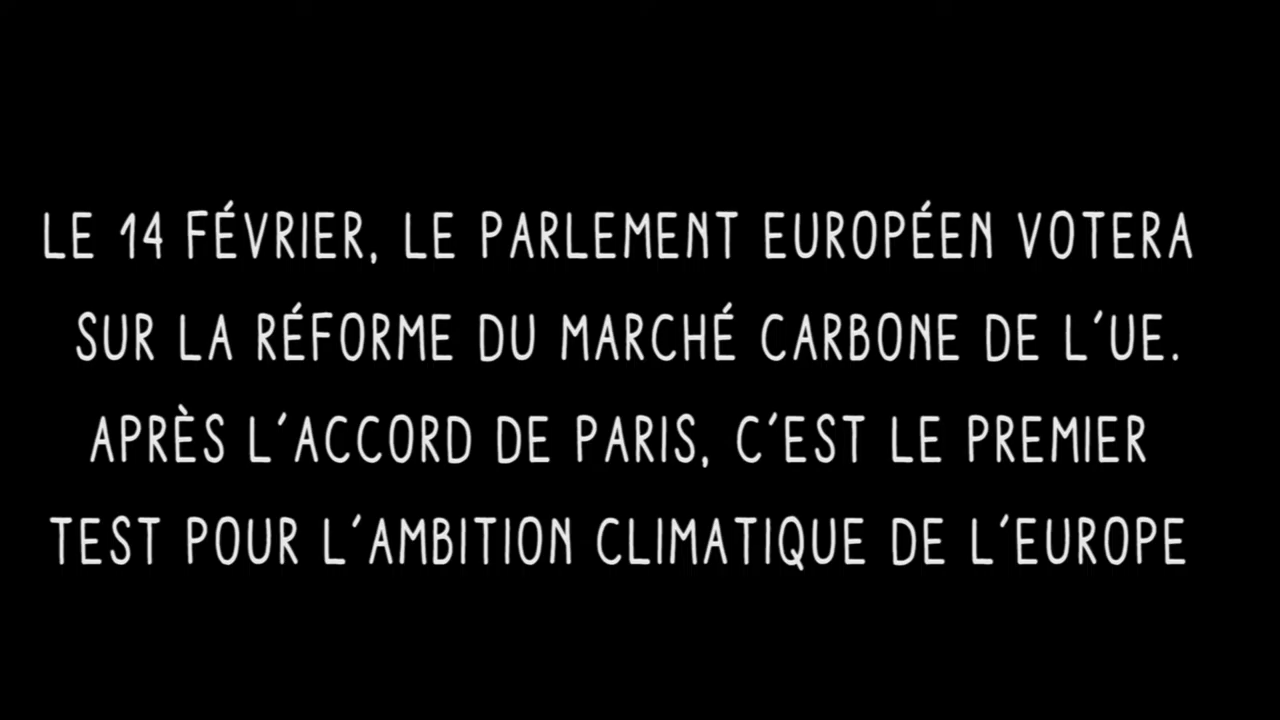 LE 14 FÉVRIER, LE PARLEMENT EUROPÉEN VOTERA
SUR LA RÉFORME DU MARCHÉ CARBONE DE L'UE.
APRÈS L'ACCORD DE PARIS, C'EST LE PREMIER
TEST POUR L'AMBITION CLIMATIQUE DE L'EUROPE